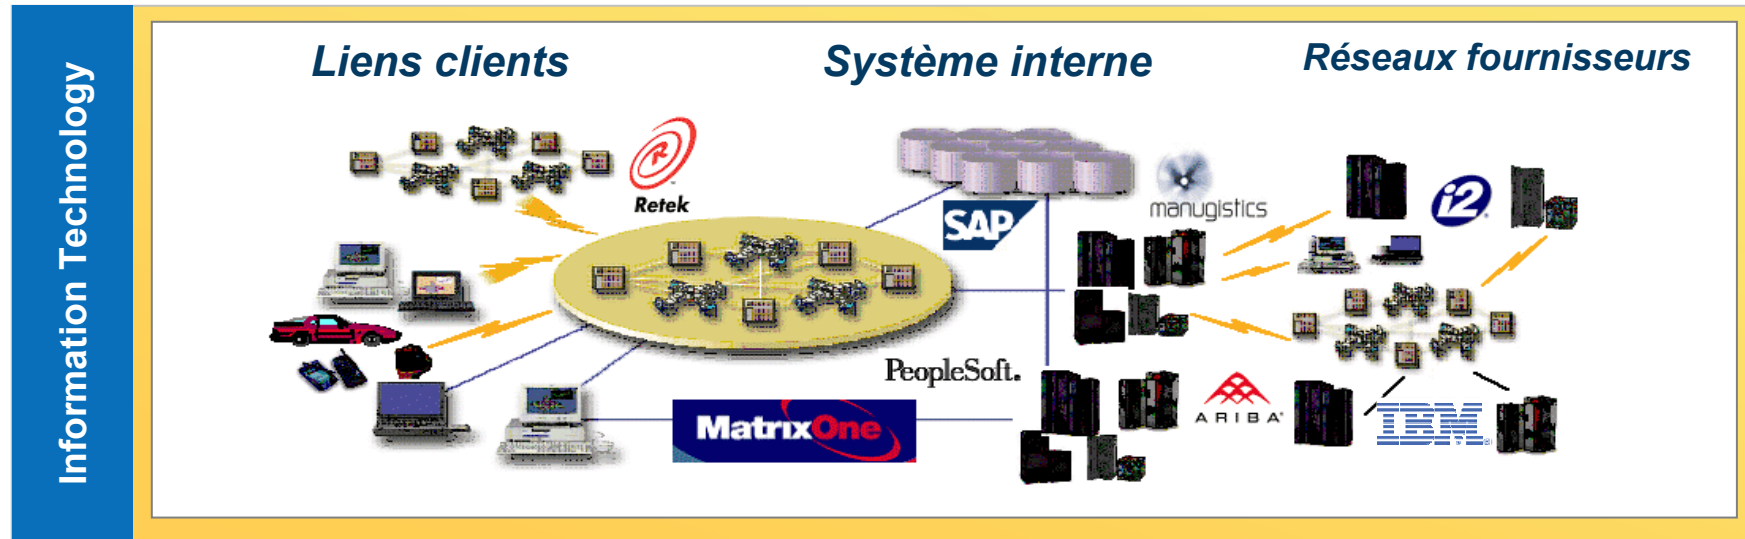 Information Technology
Liens clients
Système interne
Réseaux fournisseurs
R
Retek
SAP
manugistics
i2
PeopleSoft.
MatrixOne
ARIBA
IBM